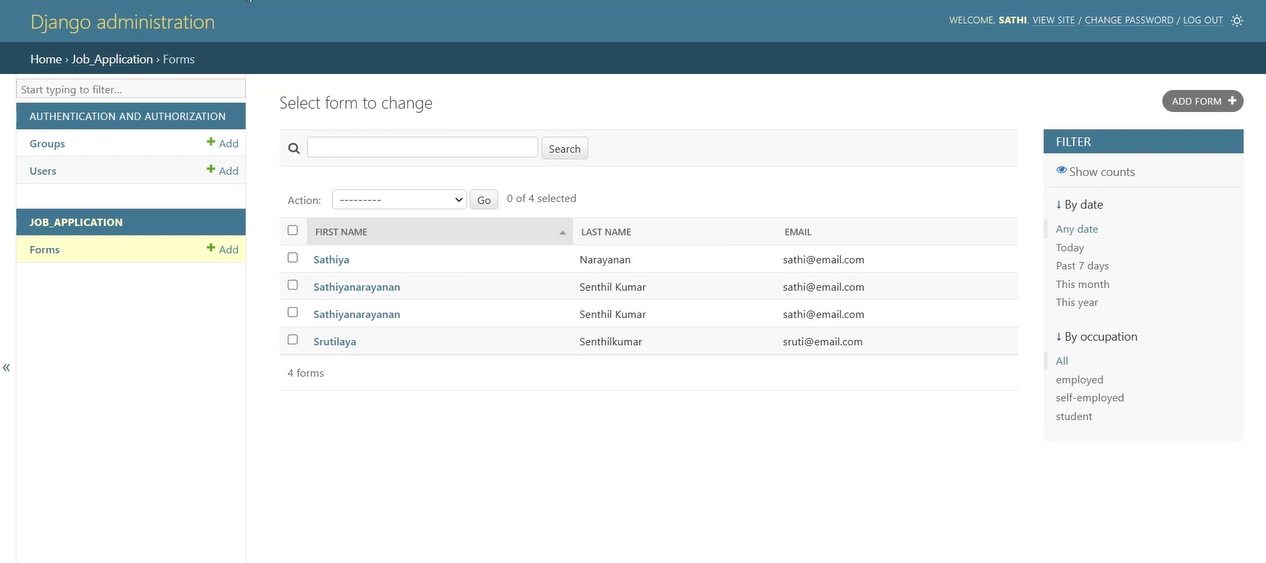 Django administration
WELCOME, SATHI. VIEW SITE / CHANGE PASSWORD / LOG OUT
Home › Job_Application › Forms
Start typing to filter...
AUTHENTICATION AND AUTHORIZATION
Groups Add
Users Add
JOB_APPLICATION
Forms Add
«
Select form to change
ADD FORM
Search
Action: --------- Go 0 of 4 selected
FIRST NAME LAST NAME EMAIL
Sathiya Narayanan sathi@email.com
Sathiyanarayanan Senthil Kumar sathi@email.com
Sathiyanarayanan Senthil Kumar sathi@email.com
Srutilaya Senthilkumar sruti@email.com
4 forms
FILTER
Show counts
↓ By date
Any date
Today
Past 7 days
This month
This year
↓ By occupation
All
employed
self-employed
student